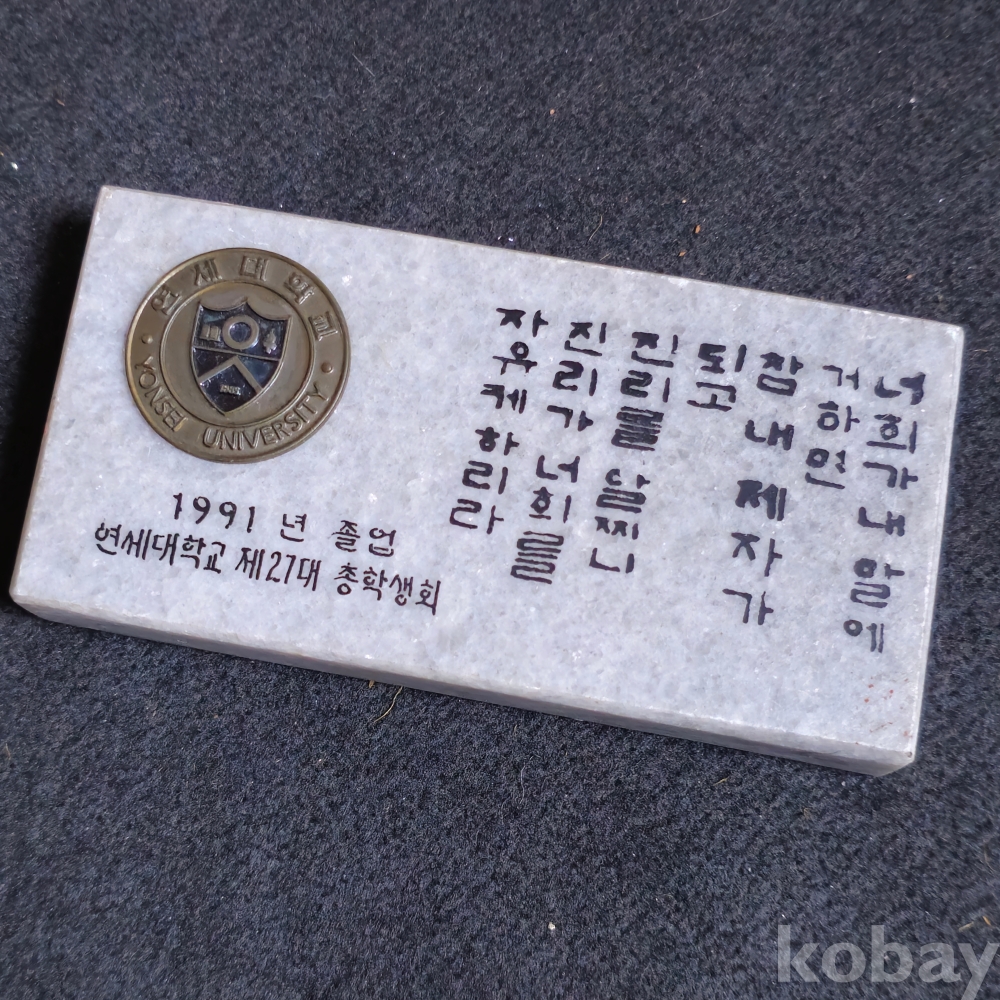 연세대학교
YONSEI UNIVERSITY
1991년 졸업
연세대학교 제27대 총학생회
너희가 내 말에
거하면
참 내 제자가
되고
진리를 알찌니
진리가 너희를
자유케 하리라
kobay